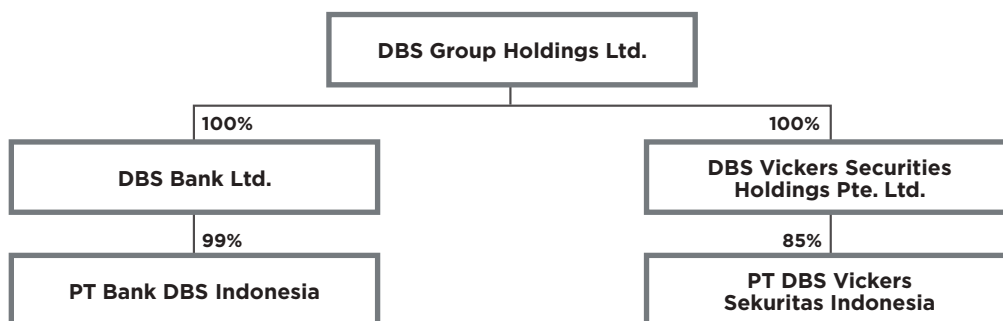 DBS Group Holdings Ltd.
100%
100%
DBS Bank Ltd.
DBS Vickers Securities
Holdings Pte. Ltd.
99%
85%
PT Bank DBS Indonesia
PT DBS Vickers
Sekuritas Indonesia